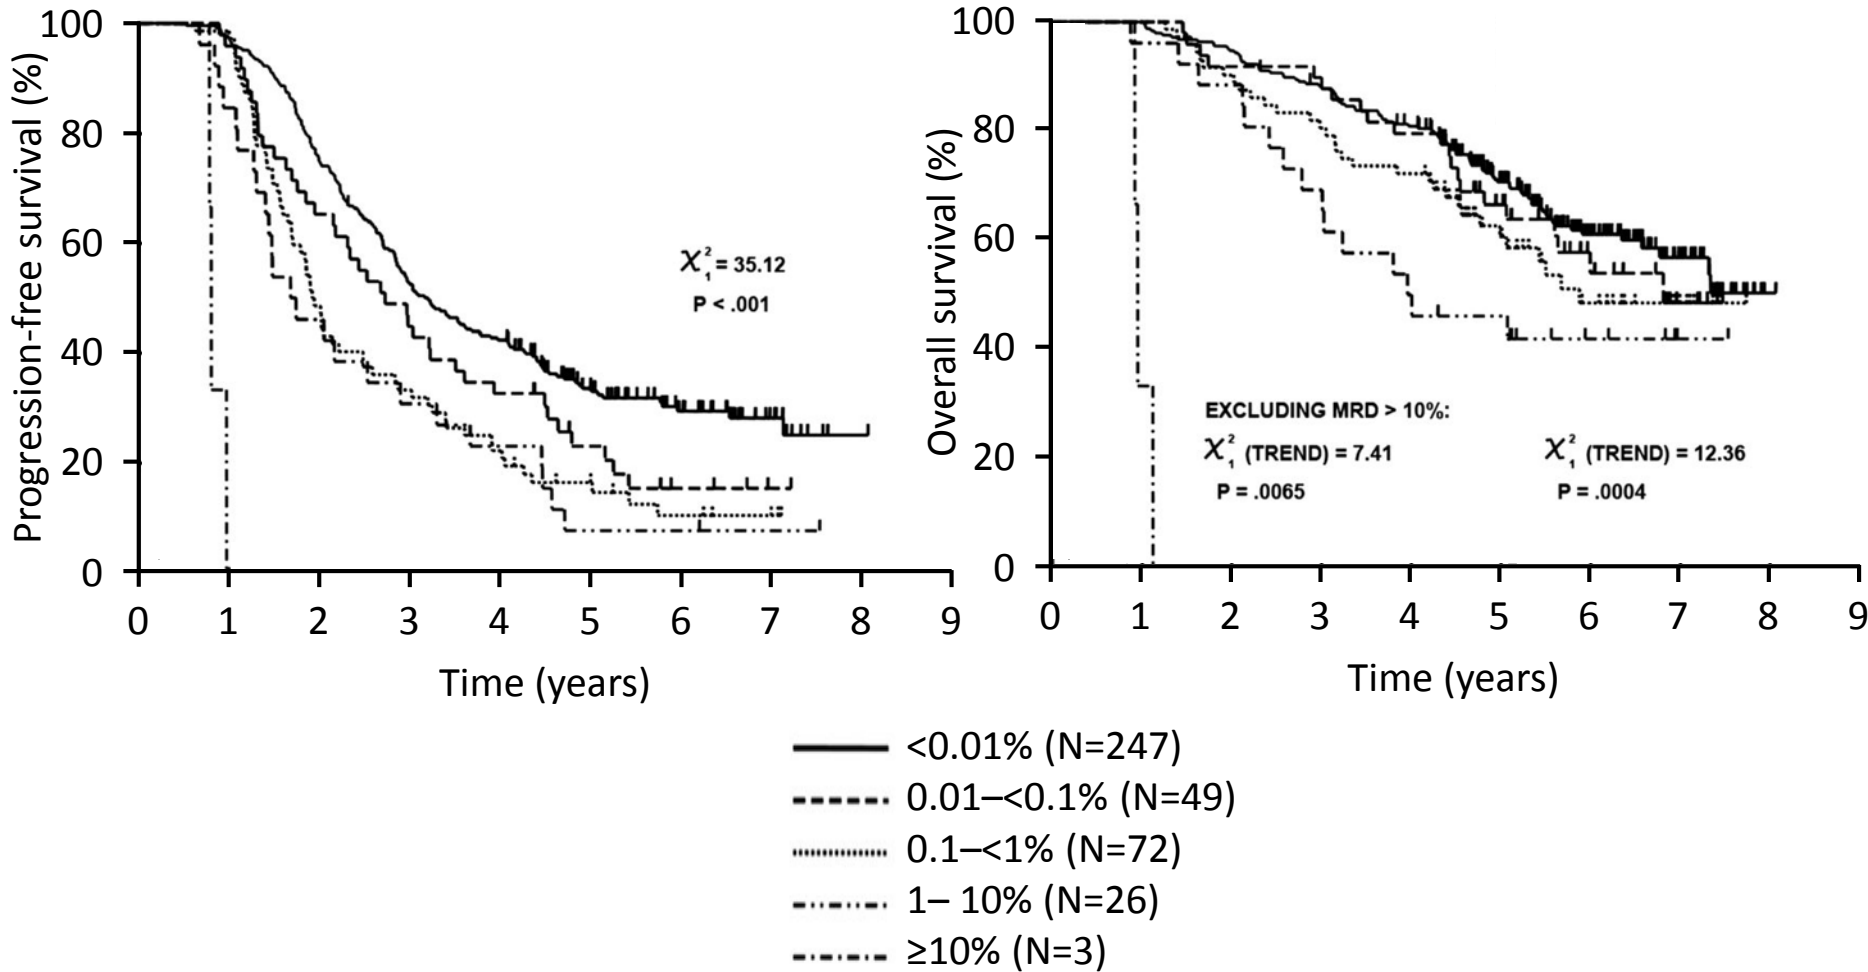 Progression-free survival (%)
100
80
60
40
20
0
0 1 2 3 4 5 6 7 8 9
Time (years)
χ²₁ = 35.12
P < .001
Overall survival (%)
100
80
60
40
20
0
0 1 2 3 4 5 6 7 8 9
Time (years)
EXCLUDING MRD > 10%:
χ²₁ (TREND) = 7.41
P = .0065
χ²₁ (TREND) = 12.36
P = .0004
<0.01% (N=247)
0.01–<0.1% (N=49)
0.1–<1% (N=72)
1– 10% (N=26)
≥10% (N=3)